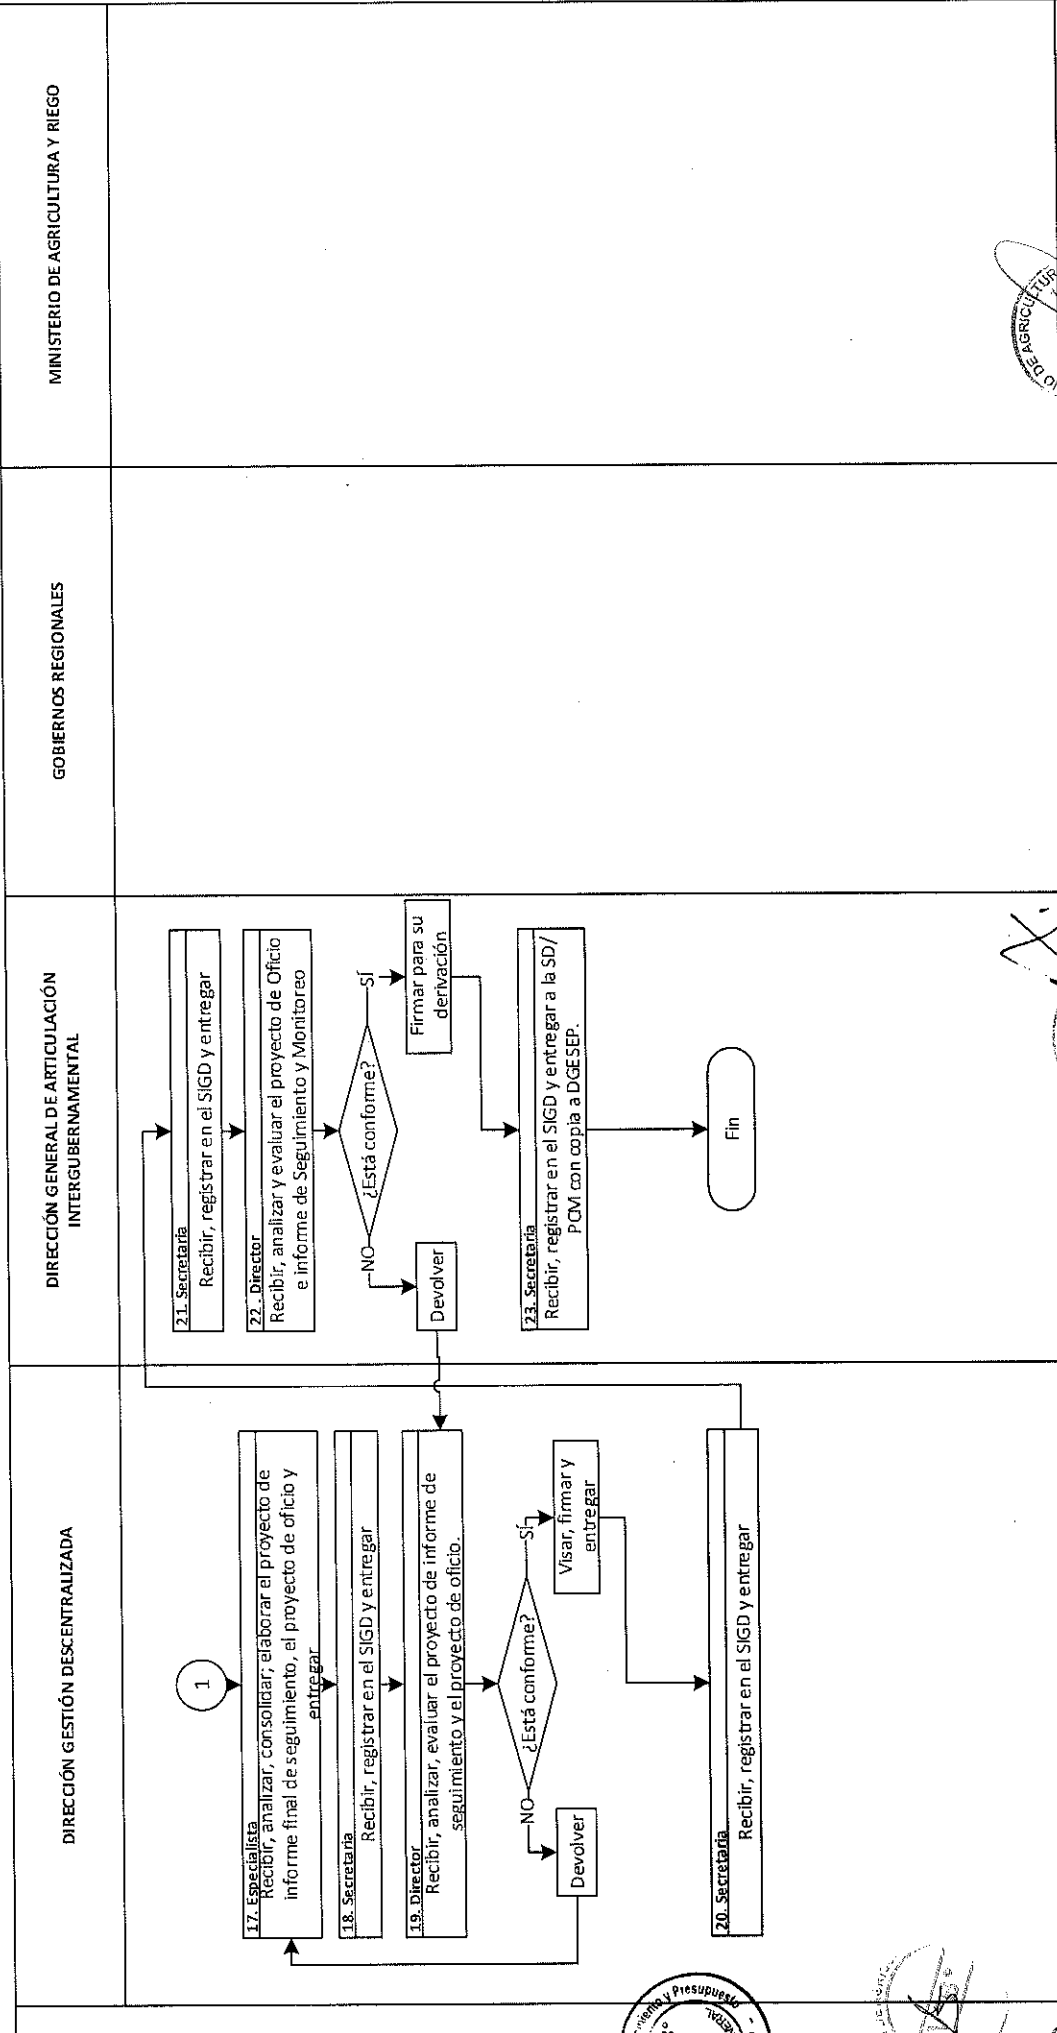 DIRECCIÓN GESTIÓN DESCENTRALIZADA
DIRECCIÓN GENERAL DE ARTICULACIÓN
INTERGUBERNAMENTAL
GOBIERNOS REGIONALES
MINISTERIO DE AGRICULTURA Y RIEGO
1
17. Especialista
Recibir, analizar, consolidar; elaborar el proyecto de
informe final de seguimiento, el proyecto de oficio y
entregar
18. Secretaria
Recibir, registrar en el SIGD y entregar
19. Director
Recibir, analizar, evaluar el proyecto de informe de
seguimiento y el proyecto de oficio.
¿Está conforme?
NO
SÍ
Devolver
Visar, firmar y
entregar
20. Secretaria
Recibir, registrar en el SIGD y entregar
21. Secretaria
Recibir, registrar en el SIGD y entregar
22. Director
Recibir, analizar y evaluar el proyecto de Oficio
e informe de Seguimiento y Monitoreo
¿Está conforme?
NO
SÍ
Devolver
Firmar para su
derivación
23. Secretaria
Recibir, registrar en el SIGD y entregar a la SD/
PCM con copia a DGESEP.
Fin
y Presupuesto
DE AGRICULTUR